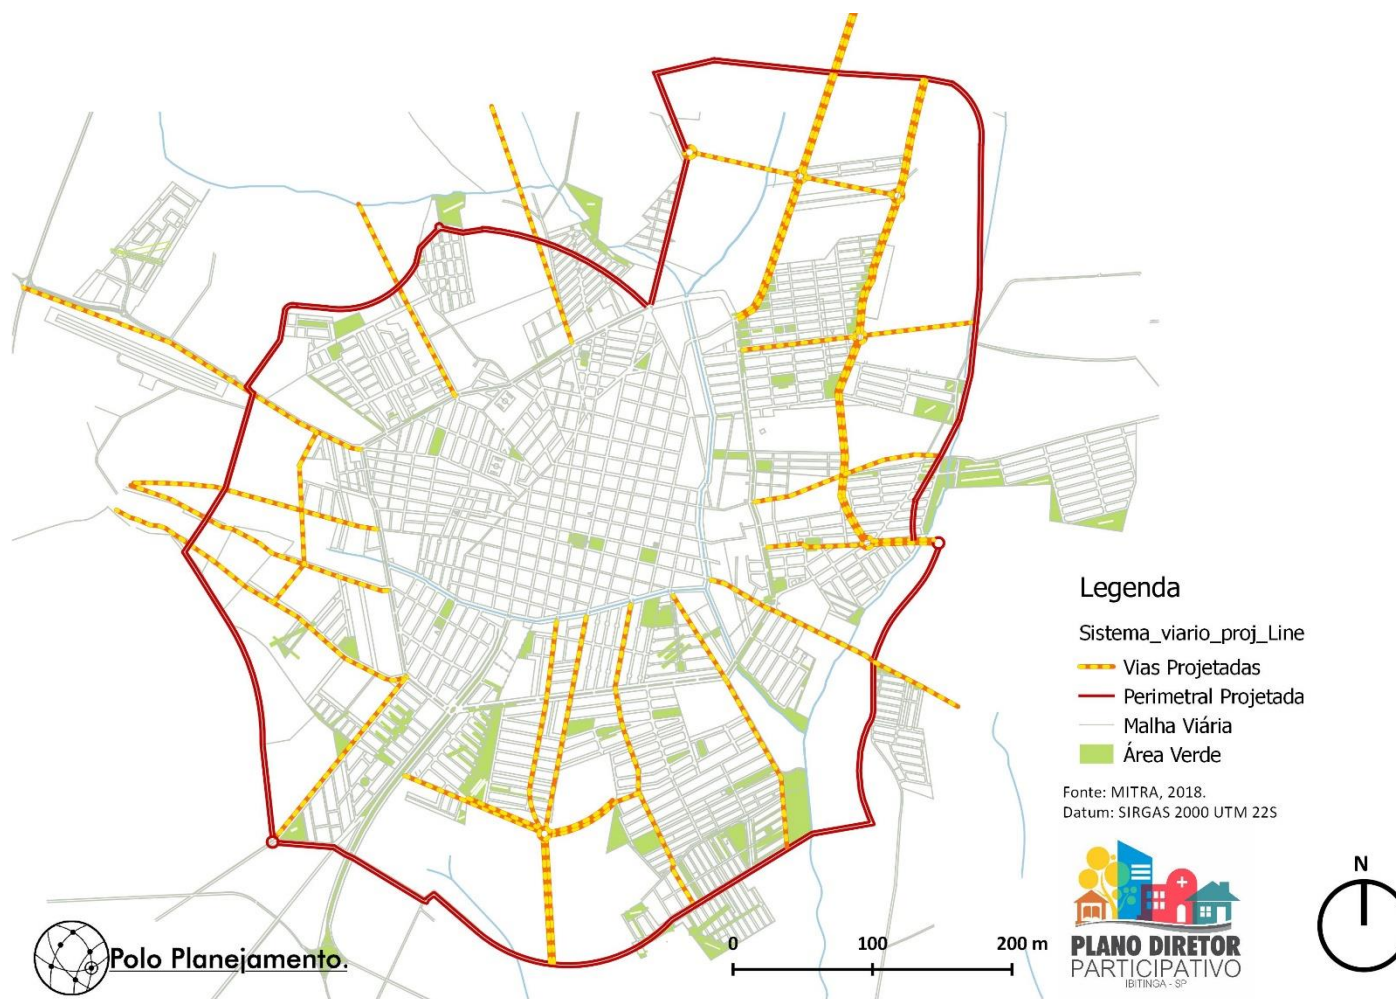 Legenda
Sistema_viario_proj_Line
Vias Projetadas
Perimetral Projetada
Malha Viária
Área Verde
Fonte: MITRA, 2018.
Datum: SIRGAS 2000 UTM 22S
N
0 100 200 m
PLANO DIRETOR
PARTICIPATIVO
IBITINGA - SP
Polo Planejamento.